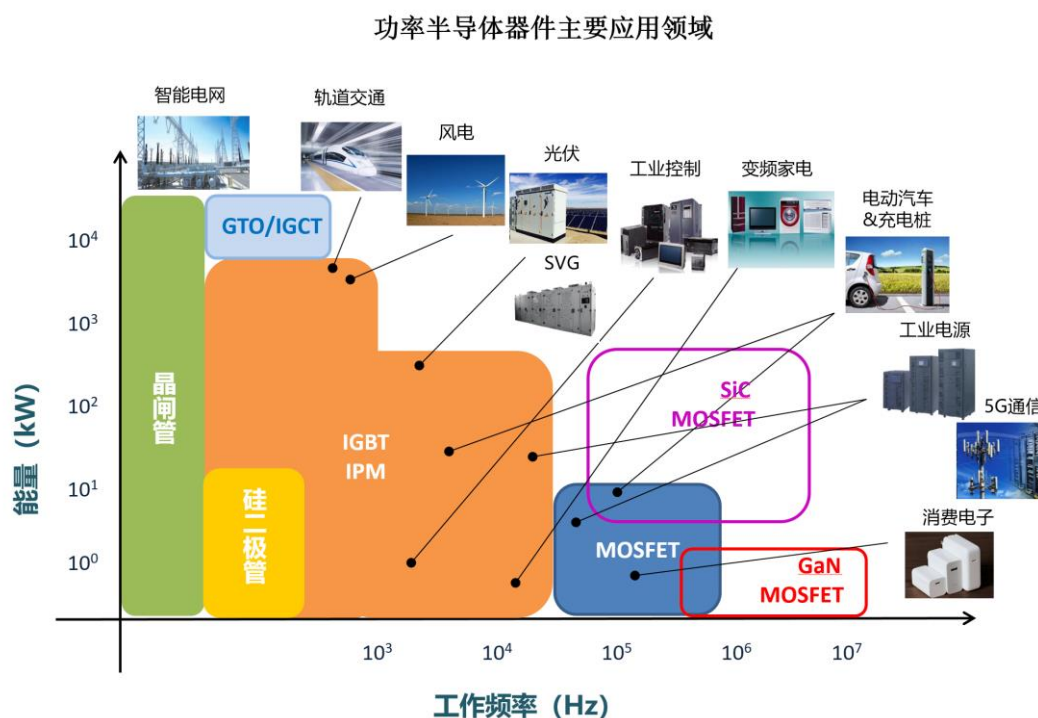 功率半导体器件主要应用领域
智能电网
轨道交通
风电
光伏
工业控制
变频家电
电动汽车
&充电桩
SVG
工业电源
5G通信
消费电子
GTO/IGCT
晶闸管
硅二极管
IGBT
IPM
SiC
MOSFET
MOSFET
GaN
MOSFET
能量（kW）
10⁴
10³
10²
10¹
10⁰
10³
10⁴
10⁵
10⁶
10⁷
工作频率（Hz）